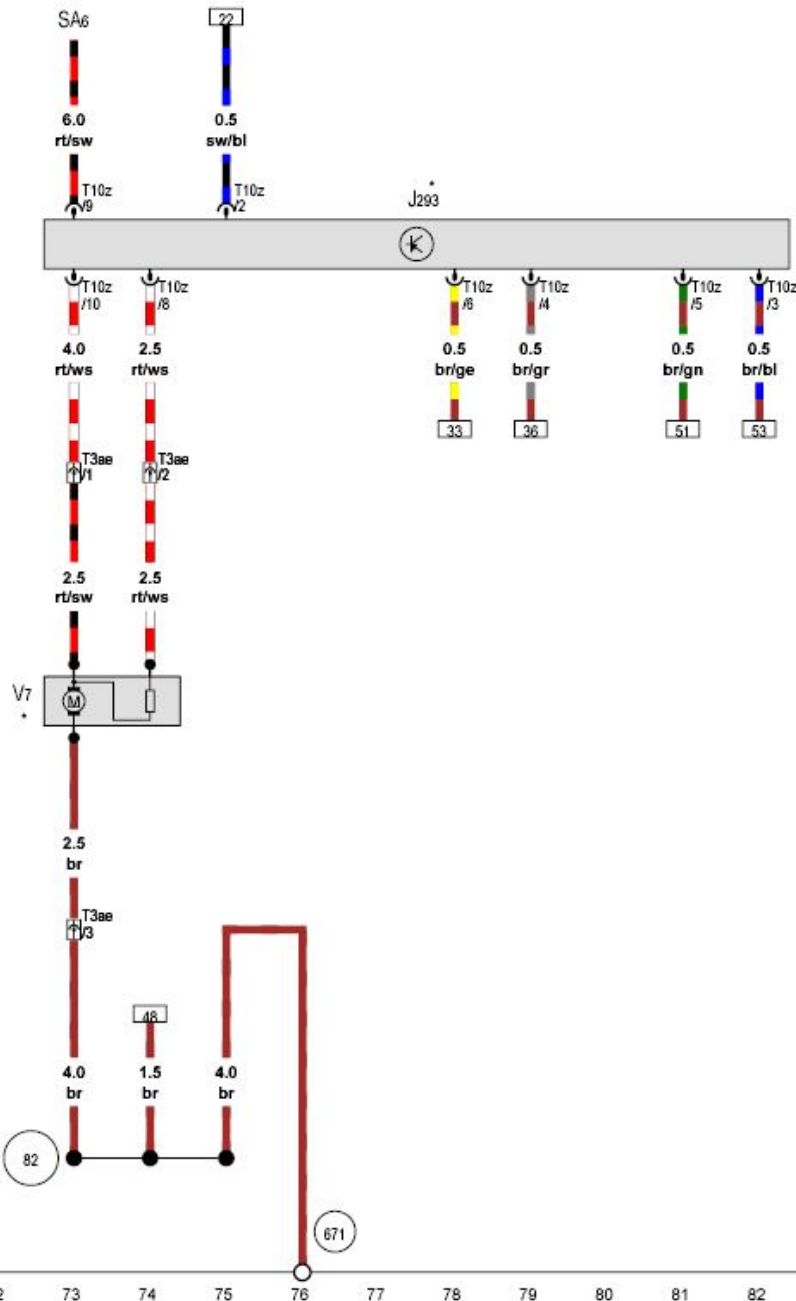 SA6
22
6.0
rt/sw
0.5
sw/bl
T10z
/9
T10z
/2
*
J293
T10z
/10
T10z
/8
T10z
/6
T10z
/4
T10z
/5
T10z
/3
4.0
rt/ws
2.5
rt/ws
0.5
br/ge
0.5
br/gr
0.5
br/gn
0.5
br/bl
33
36
51
53
T3ae
/1
T3ae
/2
2.5
rt/sw
2.5
rt/ws
V7
*
M
2.5
br
T3ae
/3
48
4.0
br
1.5
br
4.0
br
82
671
2 73 74 75 76 77 78 79 80 81 82